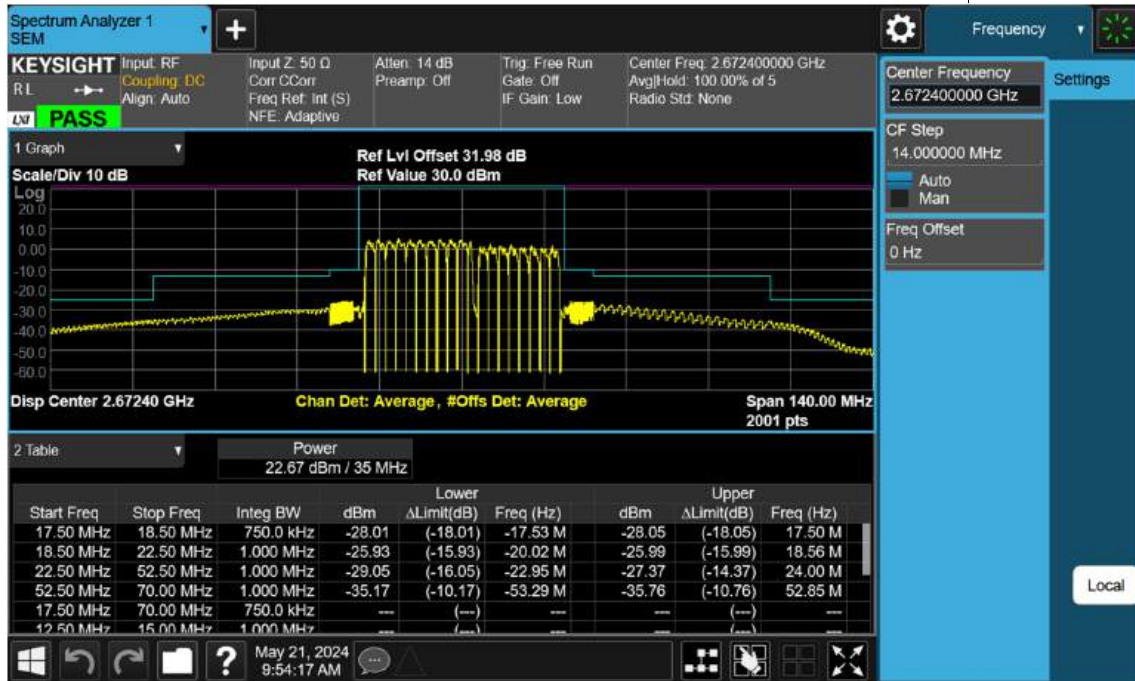 Spectrum Analyzer 1
SEM
Frequency
KEYSIGHT
R L
LXI PASS
Input: RF
Coupling: DC
Align: Auto
Input Z: 50 Ω
Corr CCorr
Freq Ref: Int (S)
NFE: Adaptive
Atten: 14 dB
Preamp: Off
Trig: Free Run
Gate: Off
IF Gain: Low
Center Freq: 2.672400000 GHz
Avg|Hold: 100.00% of 5
Radio Std: None
Center Frequency
2.672400000 GHz
Settings
CF Step
14.000000 MHz
Auto
Man
Freq Offset
0 Hz
Local
1 Graph
Scale/Div 10 dB
Ref Lvl Offset 31.98 dB
Ref Value 30.0 dBm
Log
20.0
10.0
0.00
-10.0
-20.0
-30.0
-40.0
-50.0
-60.0
Disp Center 2.67240 GHz
Chan Det: Average, #Offs Det: Average
Span 140.00 MHz
2001 pts
2 Table
Power
22.67 dBm / 35 MHz
Lower Upper
Start Freq Stop Freq Integ BW dBm ΔLimit(dB) Freq (Hz) dBm ΔLimit(dB) Freq (Hz)
17.50 MHz 18.50 MHz 750.0 kHz -28.01 (-18.01) -17.53 M -28.05 (-18.05) 17.50 M
18.50 MHz 22.50 MHz 1.000 MHz -25.93 (-15.93) -20.02 M -25.99 (-15.99) 18.56 M
22.50 MHz 52.50 MHz 1.000 MHz -29.05 (-16.05) -22.95 M -27.37 (-14.37) 24.00 M
52.50 MHz 70.00 MHz 1.000 MHz -35.17 (-10.17) -53.29 M -35.76 (-10.76) 52.85 M
17.50 MHz 70.00 MHz 750.0 kHz --- (---) --- --- (---) ---
12.50 MHz 15.00 MHz 1.000 MHz --- (---) --- --- (---) ---
May 21, 2024
9:54:17 AM